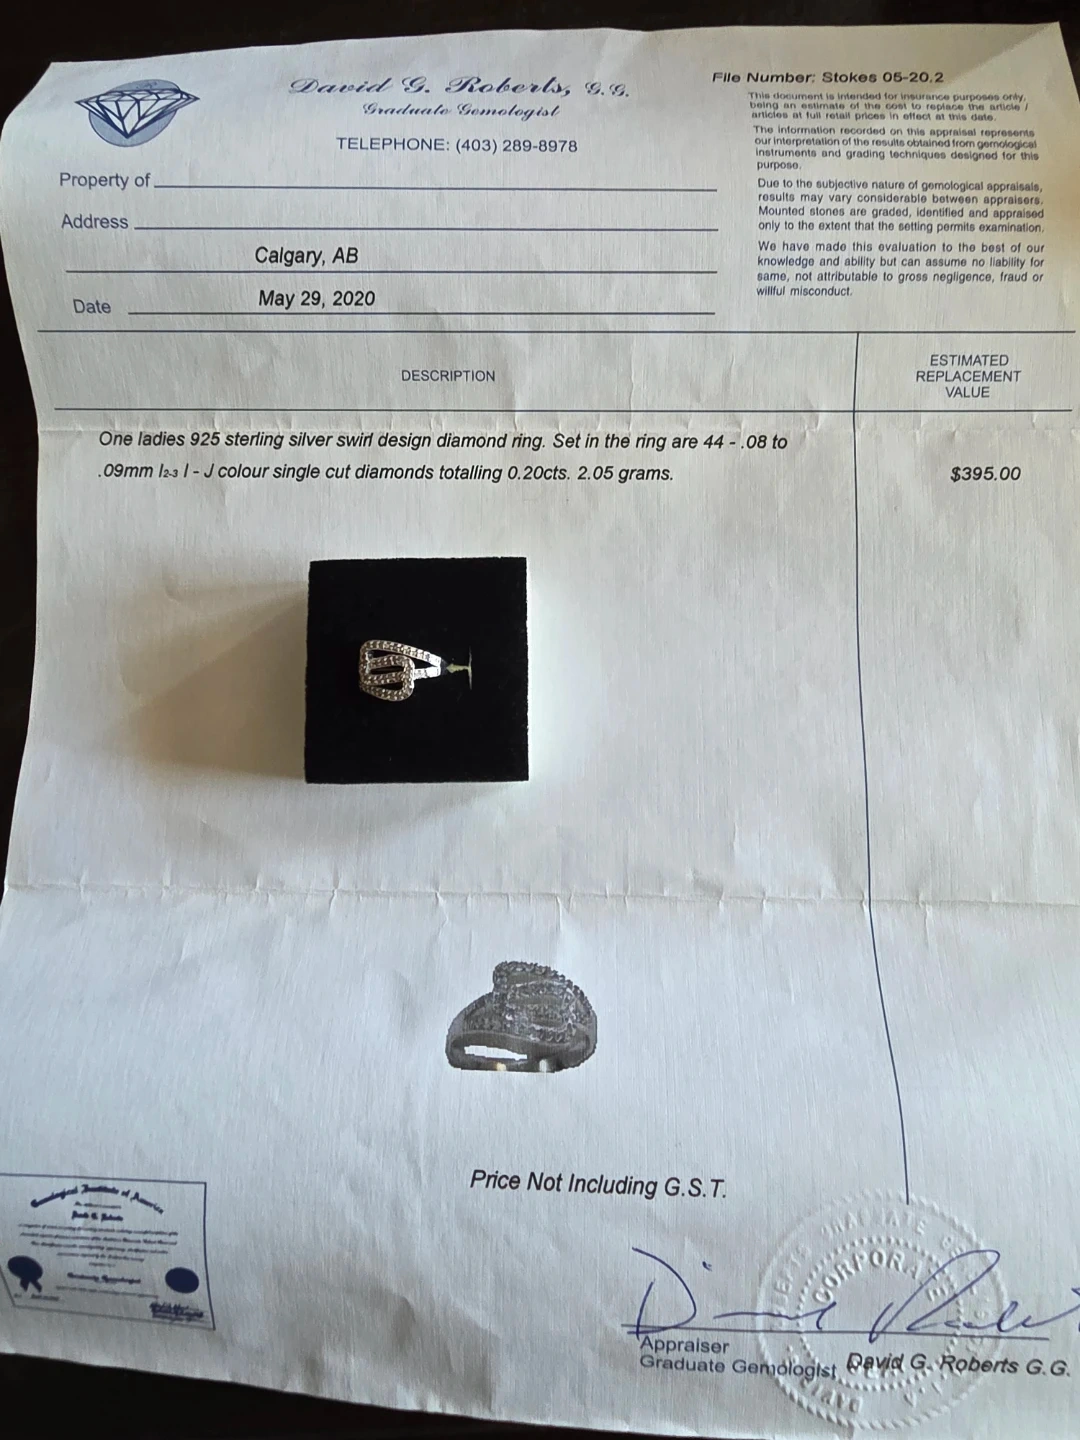 David G. Roberts, G.G.
Graduate Gemologist
TELEPHONE: (403) 289-8978
File Number: Stokes 05-20.2
This document is intended for insurance purposes only,
being an estimate of the cost to replace the article /
articles at full retail prices in effect at this date.
The information recorded on this appraisal represents
our interpretation of the results obtained from gemological
instruments and grading techniques designed for this
purpose.
Due to the subjective nature of gemological appraisals,
results may vary considerable between appraisers.
Mounted stones are graded, identified and appraised
only to the extent that the setting permits examination.
We have made this evaluation to the best of our
knowledge and ability but can assume no liability for
same, not attributable to gross negligence, fraud or
willful misconduct.
Property of
Address
Calgary, AB
Date May 29, 2020
DESCRIPTION
ESTIMATED
REPLACEMENT
VALUE
One ladies 925 sterling silver swirl design diamond ring. Set in the ring are 44 - .08 to
.09mm I2-3 I - J colour single cut diamonds totalling 0.20cts. 2.05 grams.
$395.00
Price Not Including G.S.T.
Gemological Institute of America
CORPORATE
Appraiser
Graduate Gemologist, David G. Roberts G.G.